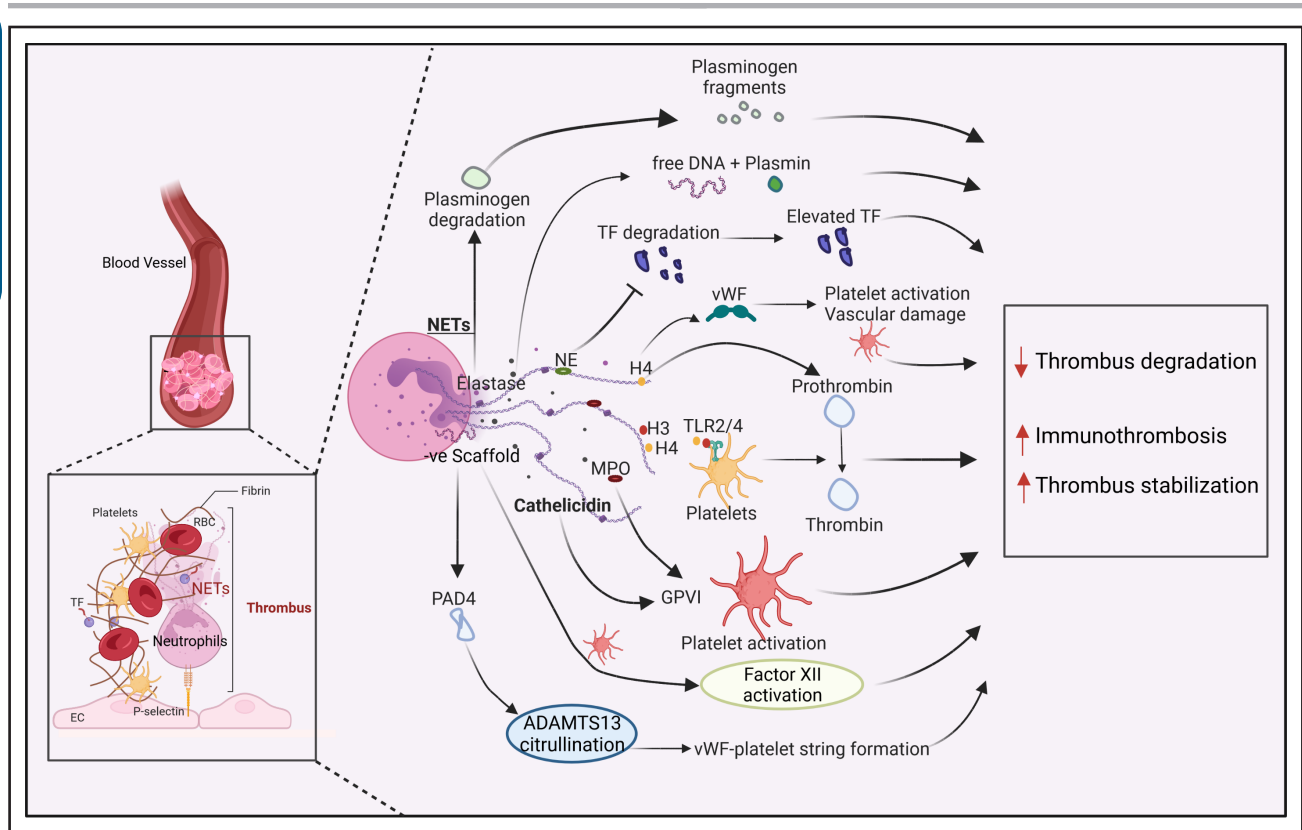 Plasminogen
fragments
free DNA + Plasmin
Plasminogen
degradation
TF degradation
Elevated TF
Blood Vessel
vWF
Platelet activation
Vascular damage
NETs
NE
H4
Elastase
Prothrombin
Thrombus degradation
H3
H4
TLR2/4
Immunothrombosis
-ve Scaffold
MPO
Thrombus stabilization
Cathelicidin
Platelets
Thrombin
Fibrin
Platelets
RBC
NETs
TF
Thrombus
Neutrophils
P-selectin
EC
PAD4
GPVI
Platelet activation
Factor XII
activation
ADAMTS13
citrullination
vWF-platelet string formation